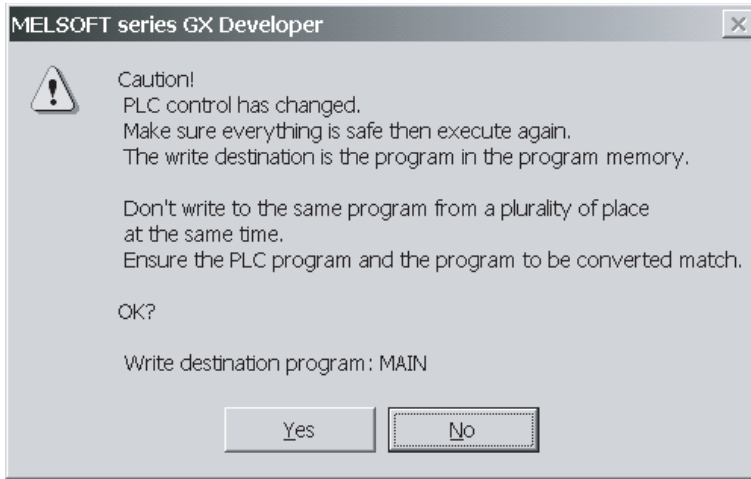 MELSOFT series GX Developer
Caution!
PLC control has changed.
Make sure everything is safe then execute again.
The write destination is the program in the program memory.
Don't write to the same program from a plurality of place
at the same time.
Ensure the PLC program and the program to be converted match.
OK?
Write destination program: MAIN
Yes
No